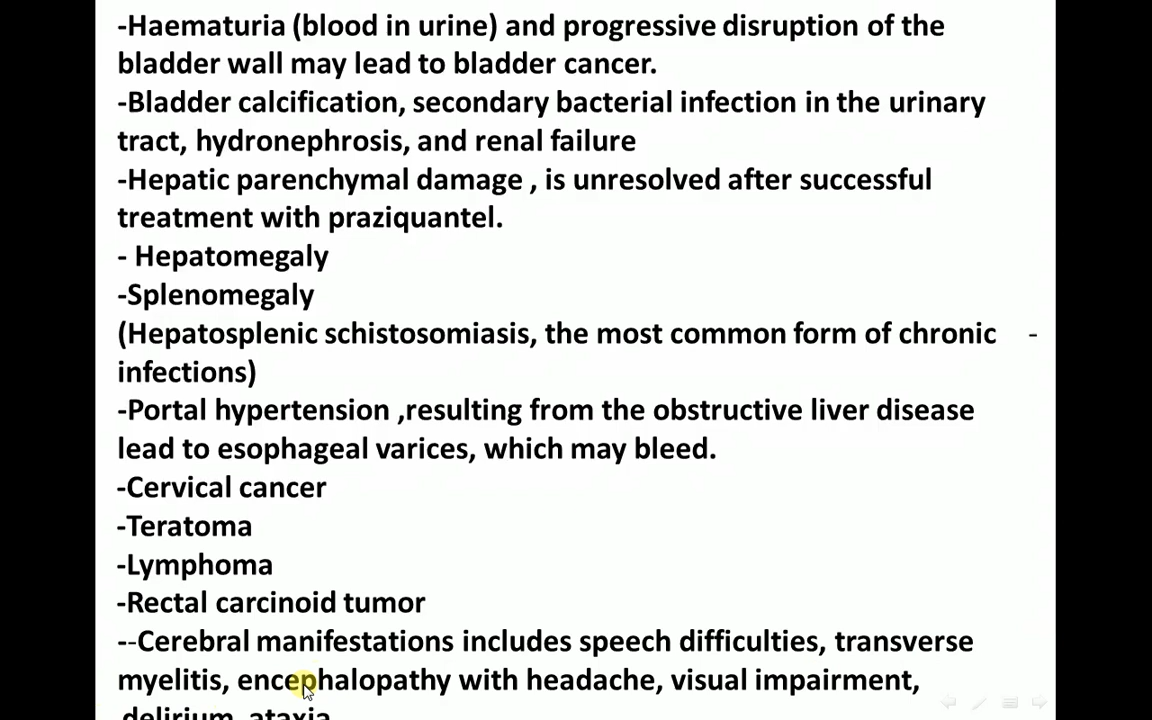 -Haematuria (blood in urine) and progressive disruption of the
bladder wall may lead to bladder cancer.
-Bladder calcification, secondary bacterial infection in the urinary
tract, hydronephrosis, and renal failure
-Hepatic parenchymal damage , is unresolved after successful
treatment with praziquantel.
- Hepatomegaly
-Splenomegaly
(Hepatosplenic schistosomiasis, the most common form of chronic -
infections)
-Portal hypertension ,resulting from the obstructive liver disease
lead to esophageal varices, which may bleed.
-Cervical cancer
-Teratoma
-Lymphoma
-Rectal carcinoid tumor
--Cerebral manifestations includes speech difficulties, transverse
myelitis, encephalopathy with headache, visual impairment,
delirium, ataxia